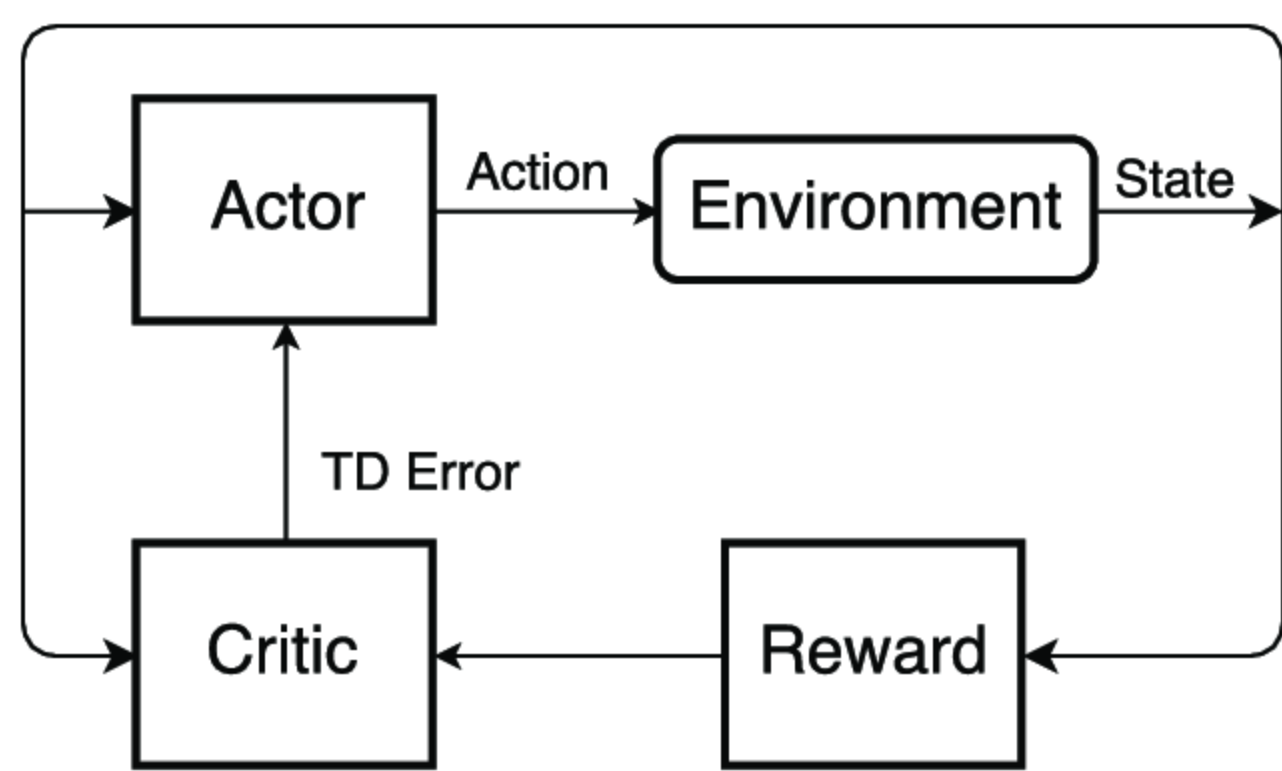 Actor
Action
Environment
State
TD Error
Critic
Reward